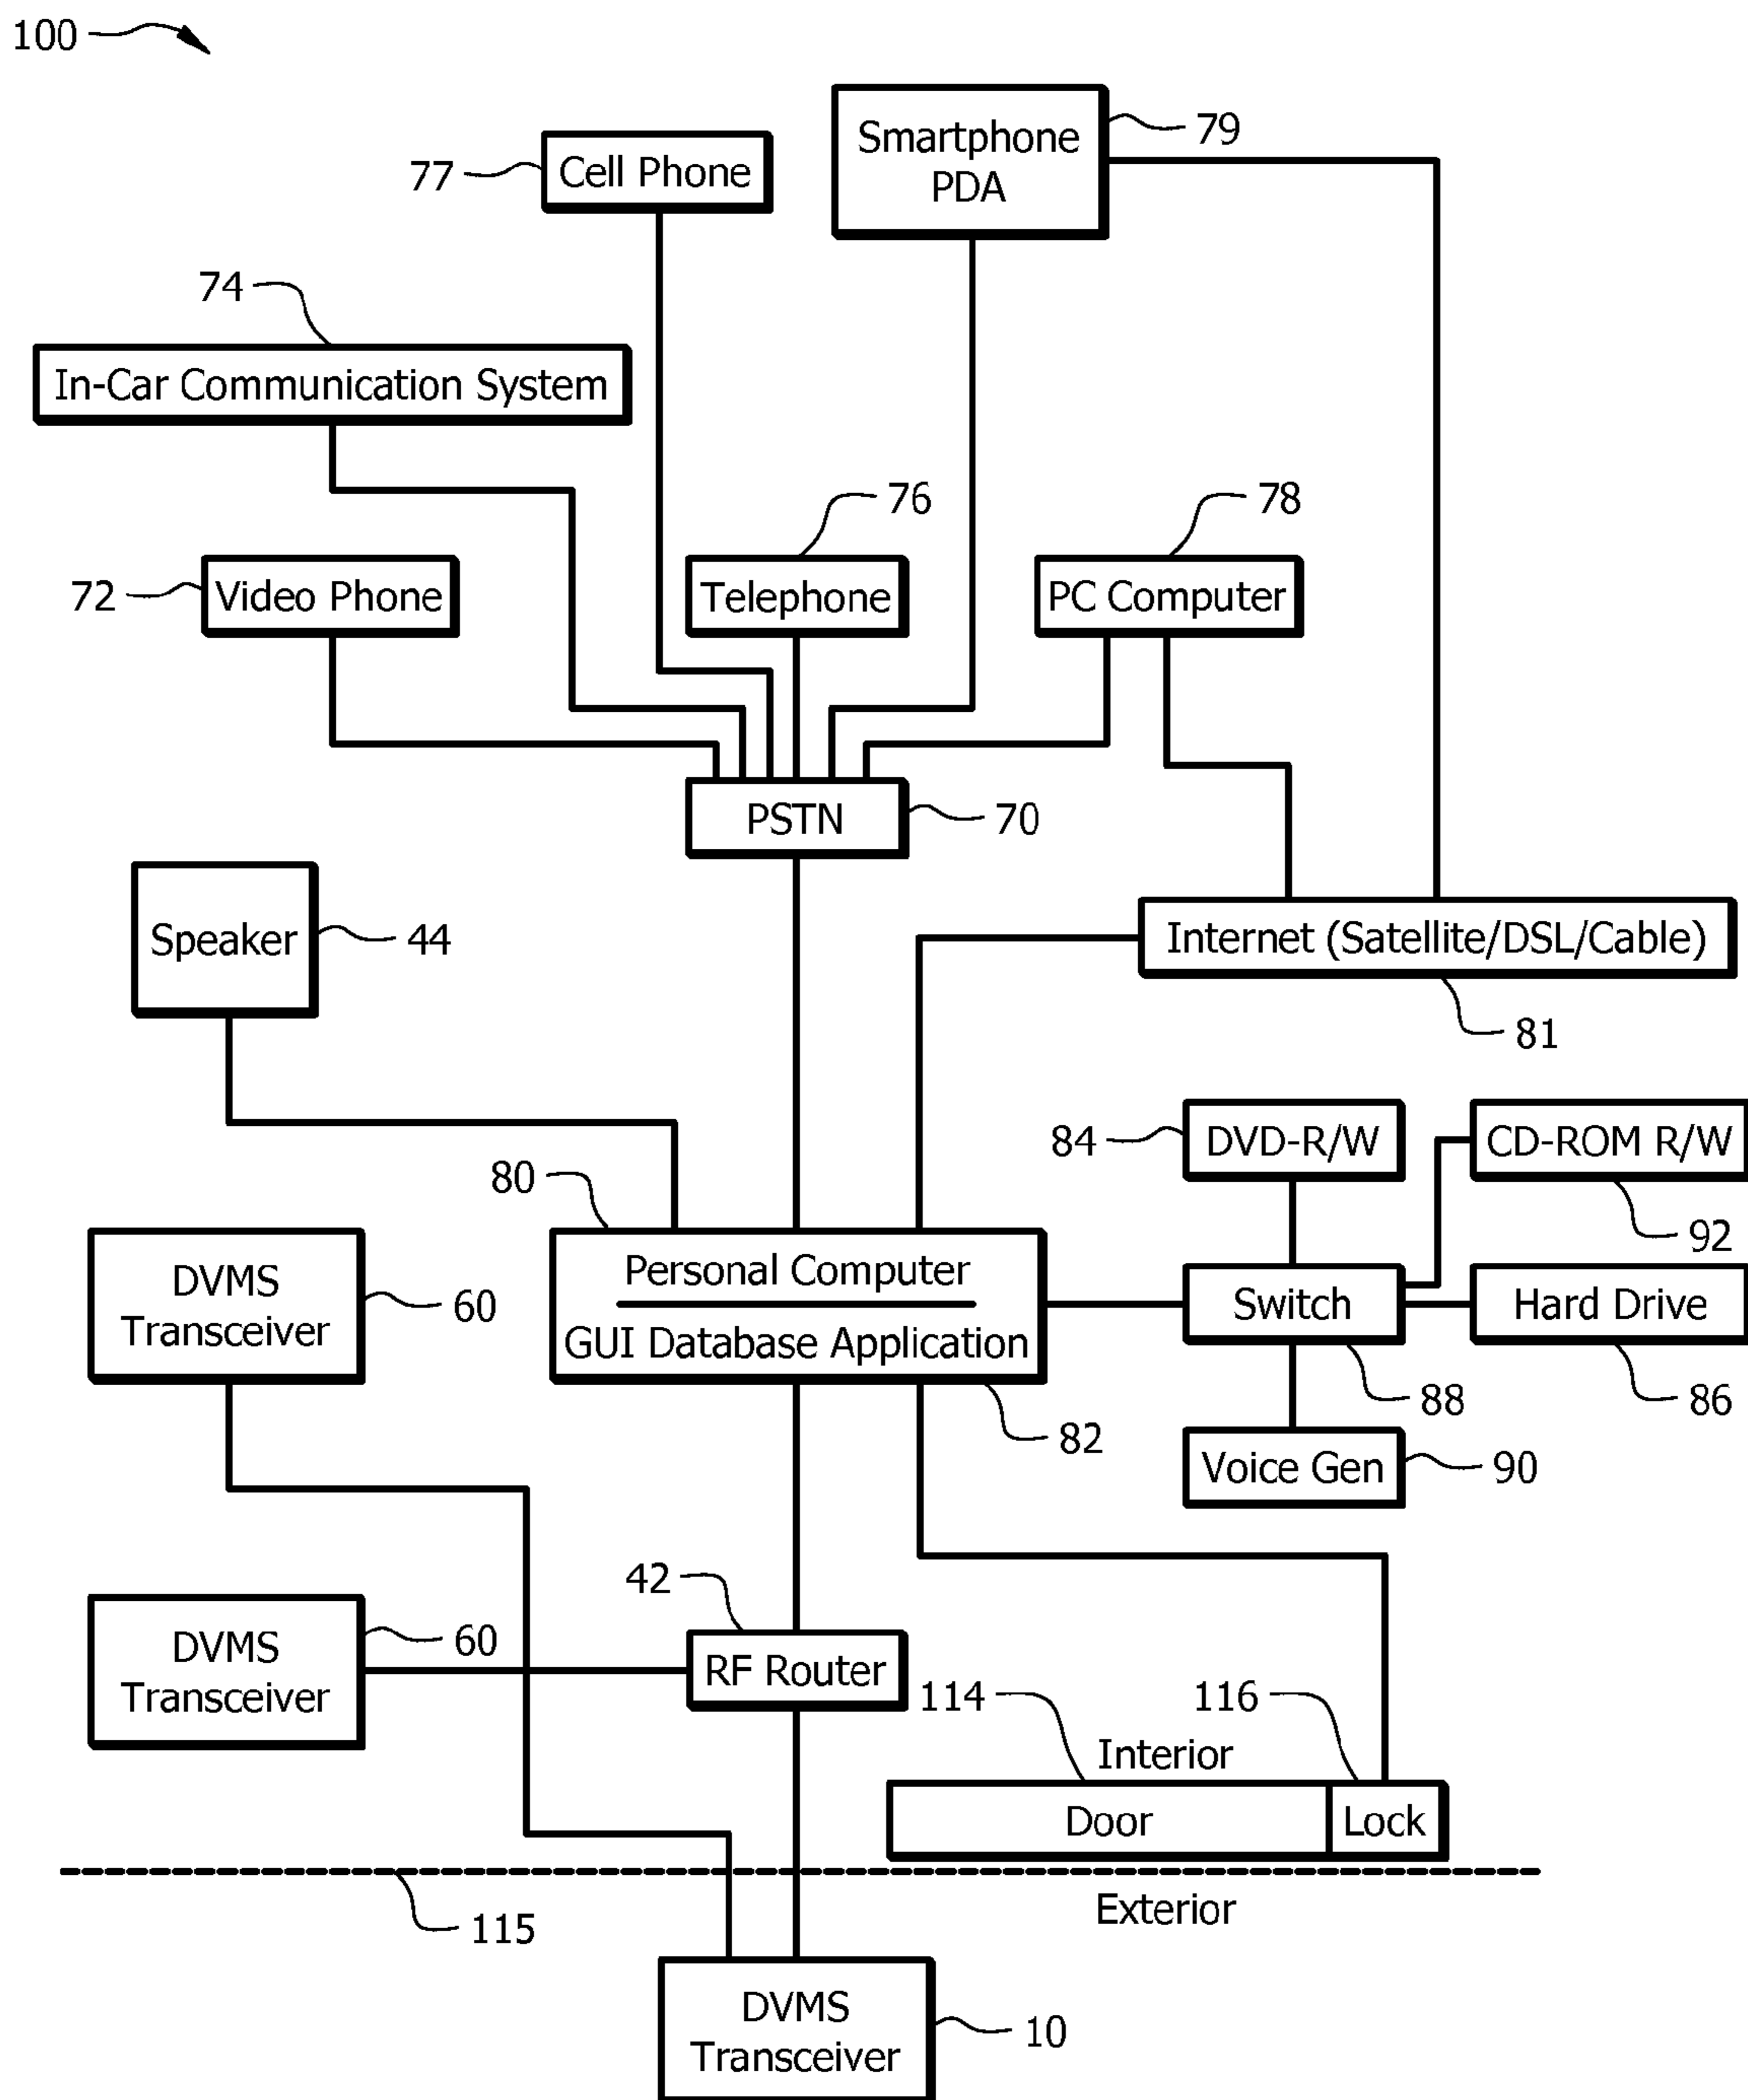 100
Smartphone
PDA
79
77
Cell Phone
74
In-Car Communication System
76
78
72
Video Phone
Telephone
PC Computer
PSTN
70
Speaker
44
Internet (Satellite/DSL/Cable)
81
84
DVD-R/W
CD-ROM R/W
80
92
DVMS
Transceiver
60
Personal Computer
GUI Database Application
Switch
Hard Drive
82
88
86
Voice Gen
90
42
DVMS
Transceiver
60
RF Router
114
116
Interior
Door
Lock
115
Exterior
DVMS
Transceiver
10